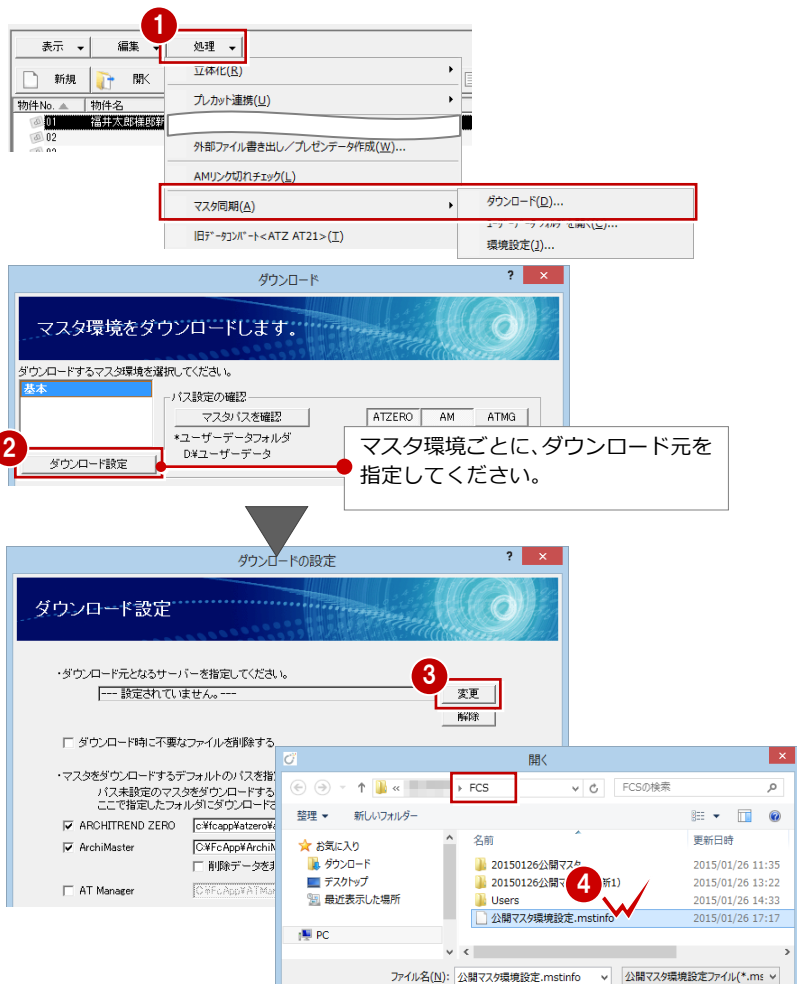 1
表示 編集 処理
新規 開く
物件No. 物件名
01 福井太郎様邸新
02
立体化(R)
プレカット連携(U)
外部ファイル書き出し／プレゼンデータ作成(W)...
AMリンク切れチェック(L)
マスタ同期(A)
旧ﾃﾞｰﾀｺﾝﾊﾞｰﾄ<ATZ AT21>(T)
ダウンロード(D)...
環境設定(J)...
ダウンロード ? ×
マスタ環境をダウンロードします。
ダウンロードするマスタ環境を選択してください。
基本
パス設定の確認
マスタパスを確認 ATZERO AM ATMG
*ユーザーデータフォルダ
D:¥ユーザーデータ
2
ダウンロード設定
マスタ環境ごとに、ダウンロード元を
指定してください。
ダウンロードの設定 ? ×
ダウンロード設定
・ダウンロード元となるサーバーを指定してください。
--- 設定されていません。---
3
変更
解除
ダウンロード時に不要なファイルを削除する
・マスタをダウンロードするデフォルトのパスを指
パス未設定のマスタをダウンロードする
ここで指定したフォルダにダウンロードさ
ARCHITREND ZERO c:¥fcapp¥atzero¥
ArchiMaster C:¥FcApp¥ArchiM
削除データを
AT Manager C:¥FcApp¥ATMa
開く ×
« FCS FCSの検索
整理 新しいフォルダー
お気に入り
ダウンロード
デスクトップ
最近表示した場所
PC
名前 更新日時
20150126公開マスタ 2015/01/26 11:35
20150126公開 新1) 2015/01/26 13:22
Users 2015/01/26 14:33
公開マスタ環境設定.mstinfo 2015/01/26 17:17
4
ファイル名(N): 公開マスタ環境設定.mstinfo 公開マスタ環境設定ファイル(*.ms